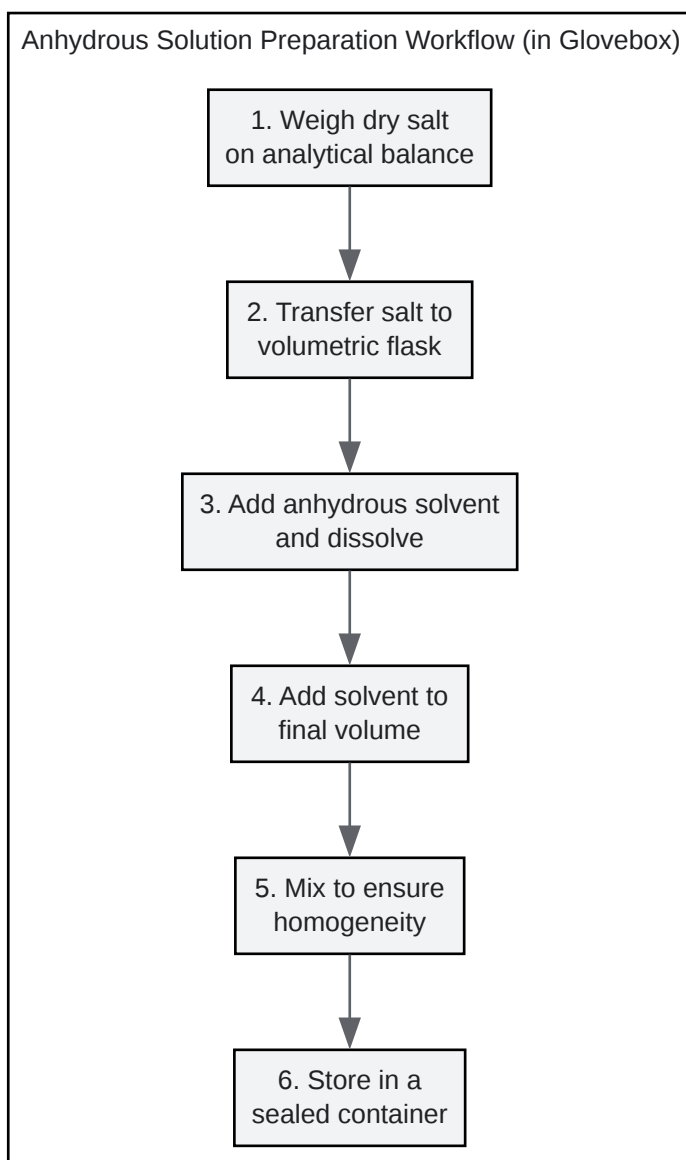 Anhydrous Solution Preparation Workflow (in Glovebox)
1. Weigh dry salt
on analytical balance
2. Transfer salt to
volumetric flask
3. Add anhydrous solvent
and dissolve
4. Add solvent to
final volume
5. Mix to ensure
homogeneity
6. Store in a
sealed container